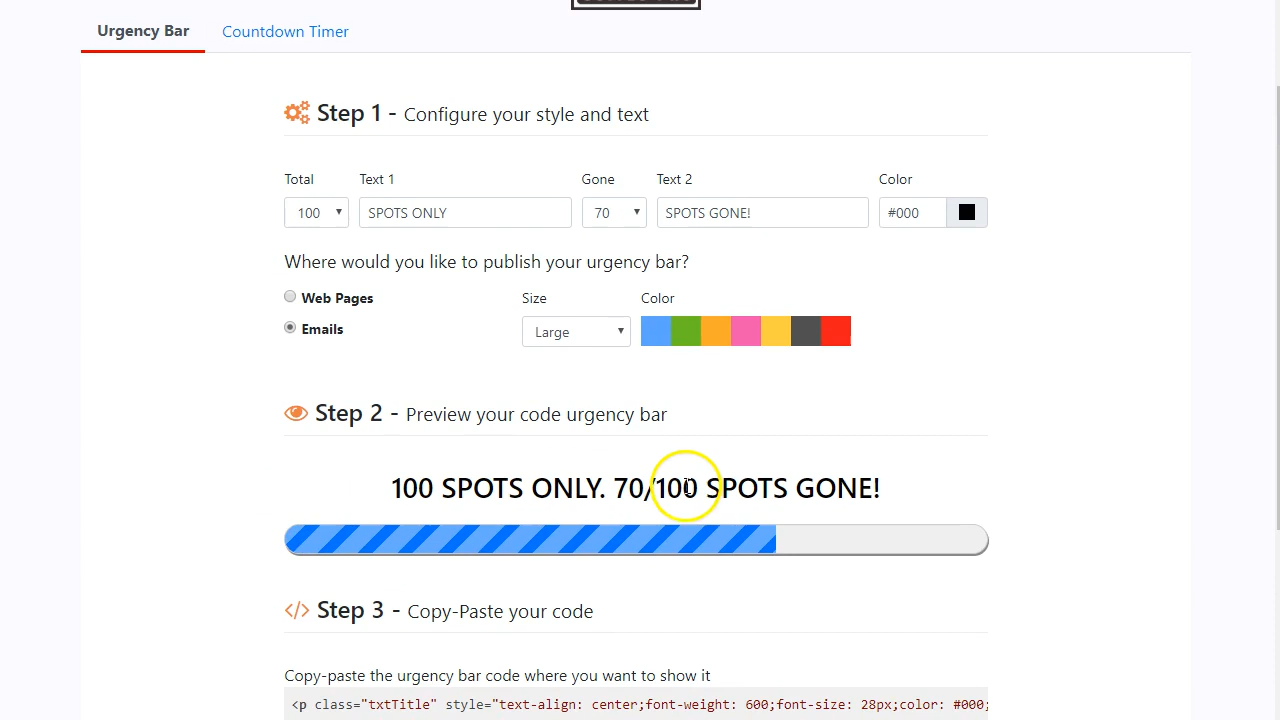 Urgency Bar Countdown Timer
Step 1 - Configure your style and text
Total Text 1 Gone Text 2 Color
100 SPOTS ONLY 70 SPOTS GONE! #000
Where would you like to publish your urgency bar?
Web Pages Size Color
Emails Large
Step 2 - Preview your code urgency bar
100 SPOTS ONLY. 70/100 SPOTS GONE!
</> Step 3 - Copy-Paste your code
Copy-paste the urgency bar code where you want to show it
<p class="txtTitle" style="text-align: center;font-weight: 600;font-size: 28px;color: #000;